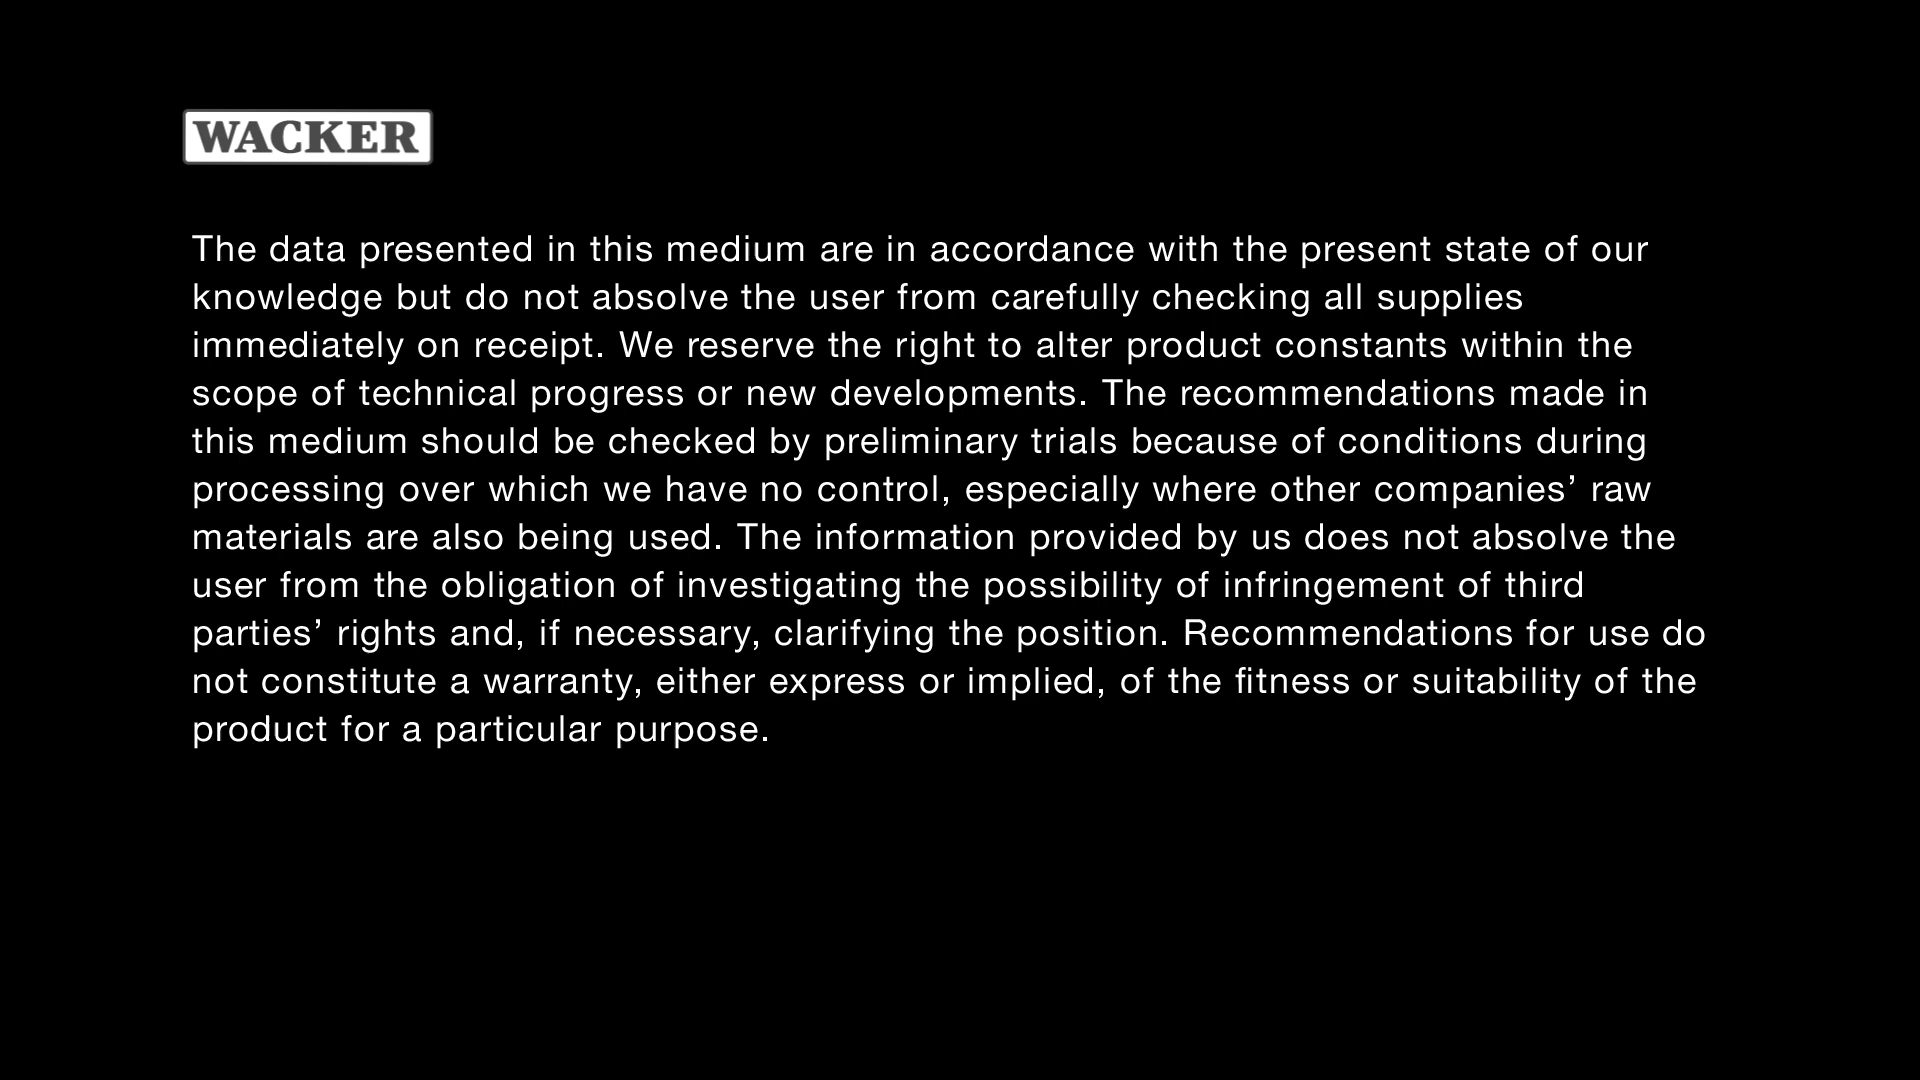 WACKER
The data presented in this medium are in accordance with the present state of our
knowledge but do not absolve the user from carefully checking all supplies
immediately on receipt. We reserve the right to alter product constants within the
scope of technical progress or new developments. The recommendations made in
this medium should be checked by preliminary trials because of conditions during
processing over which we have no control, especially where other companies’ raw
materials are also being used. The information provided by us does not absolve the
user from the obligation of investigating the possibility of infringement of third
parties’ rights and, if necessary, clarifying the position. Recommendations for use do
not constitute a warranty, either express or implied, of the fitness or suitability of the
product for a particular purpose.